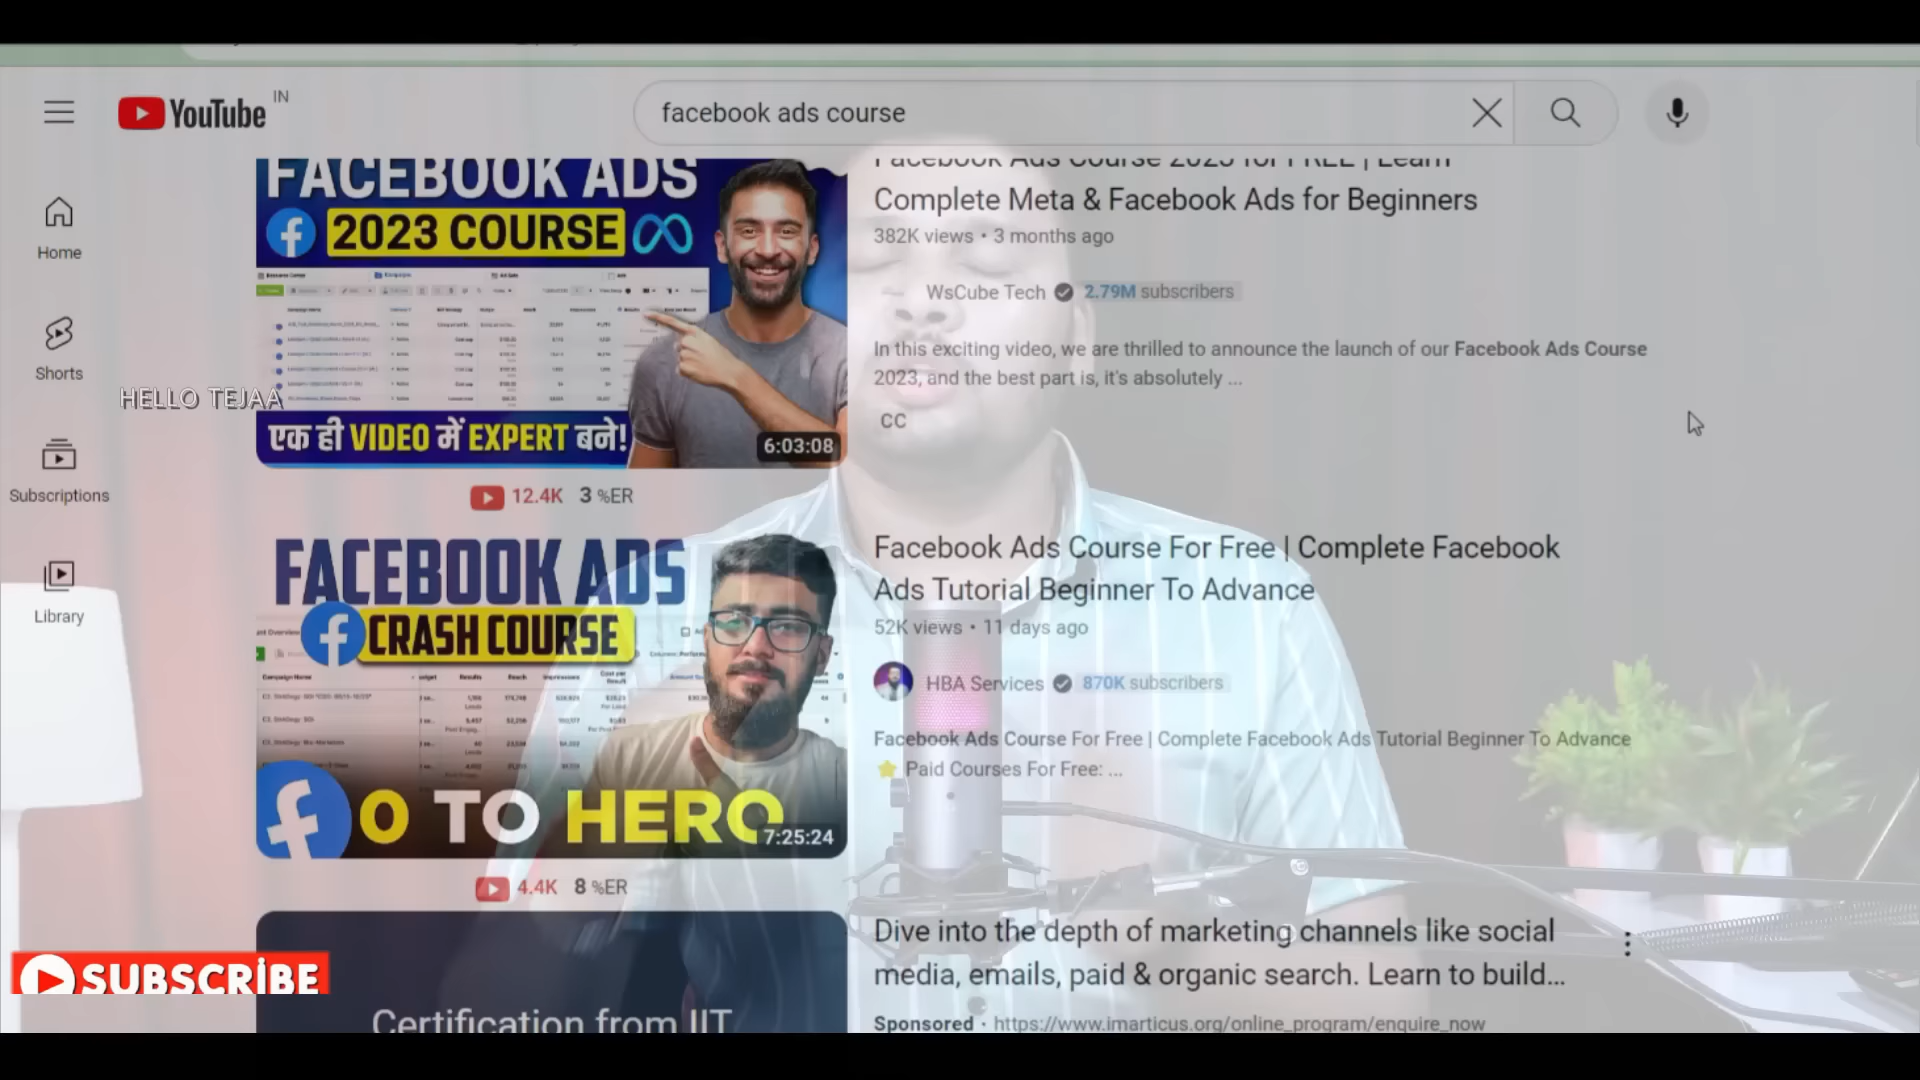 YouTube IN
facebook ads course
Home
Shorts
Subscriptions
Library
HELLO TEJAA
FACEBOOK ADS
2023 COURSE
एक ही VIDEO में EXPERT बने!
6:03:08
12.4K 3 %ER
Facebook Ads Course 2023 for FREE | Learn
Complete Meta & Facebook Ads for Beginners
382K views • 3 months ago
WsCube Tech 2.79M subscribers
In this exciting video, we are thrilled to announce the launch of our Facebook Ads Course
2023, and the best part is, it's absolutely ...
CC
FACEBOOK ADS
CRASH COURSE
0 TO HERO
7:25:24
4.4K 8 %ER
Facebook Ads Course For Free | Complete Facebook
Ads Tutorial Beginner To Advance
52K views • 11 days ago
HBA Services 870K subscribers
Facebook Ads Course For Free | Complete Facebook Ads Tutorial Beginner To Advance
Paid Courses For Free: ...
Certification from IIT
Dive into the depth of marketing channels like social
media, emails, paid & organic search. Learn to build...
Sponsored · https://www.imarticus.org/online_program/enquire_now
SUBSCRIBE